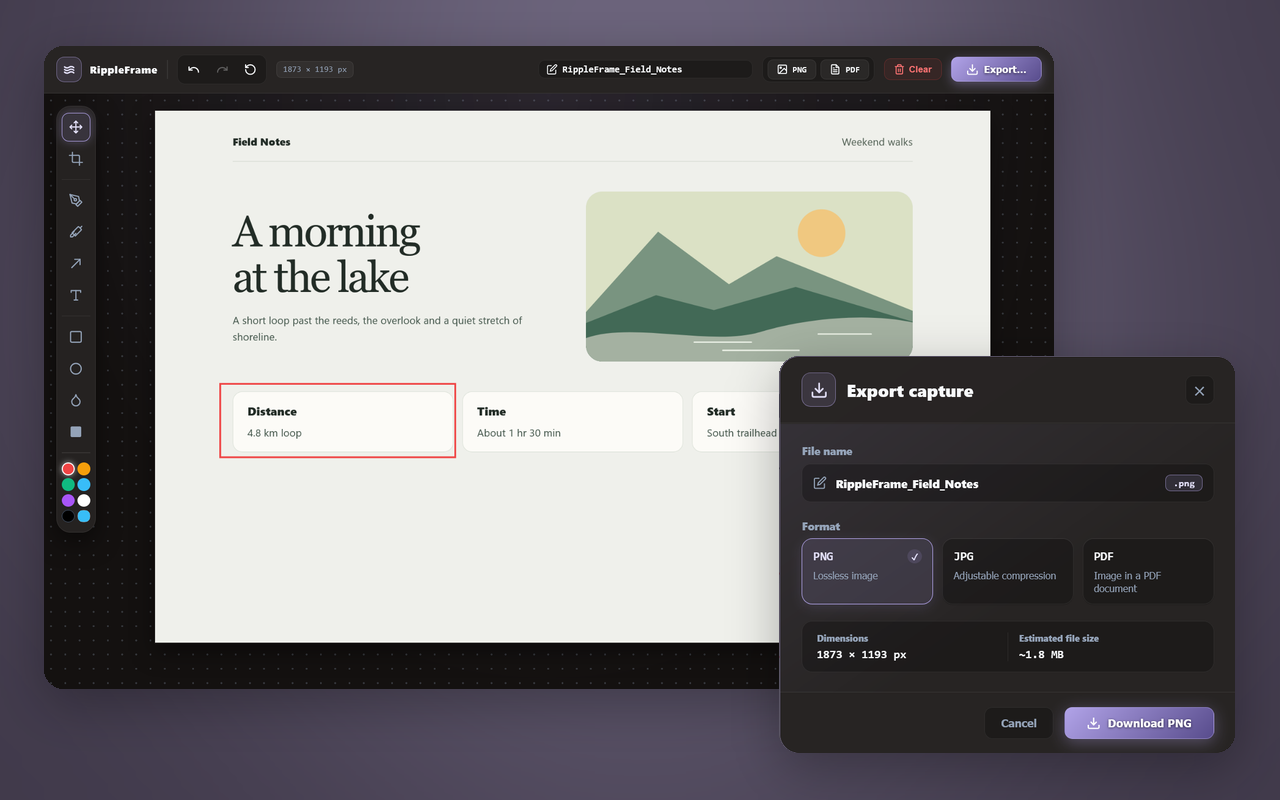 RippleFrame
1873 × 1193 px
RippleFrame_Field_Notes
PNG
PDF
Clear
Export...
Field Notes
Weekend walks
A morning
at the lake
A short loop past the reeds, the overlook and a quiet stretch of
shoreline.
Distance
4.8 km loop
Time
About 1 hr 30 min
Start
South trailhead
Export capture
File name
RippleFrame_Field_Notes
.png
Format
PNG
Lossless image
JPG
Adjustable compression
PDF
Image in a PDF
document
Dimensions
1873 × 1193 px
Estimated file size
~1.8 MB
Cancel
Download PNG